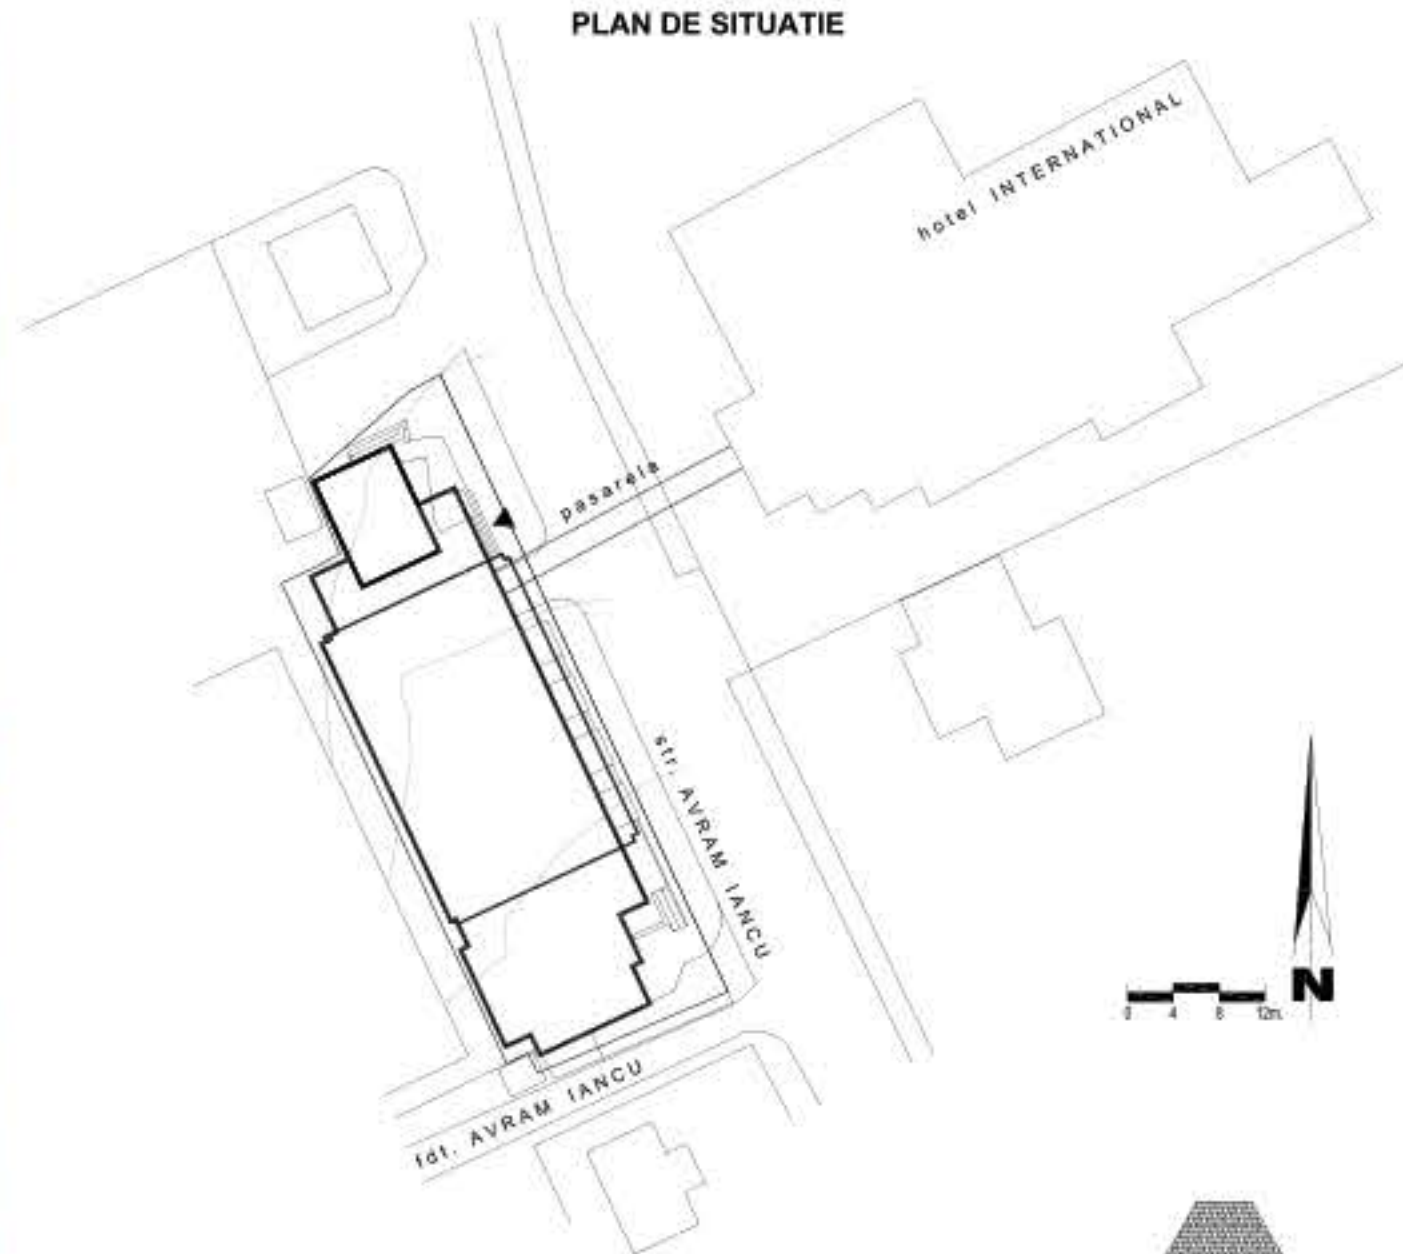 PLAN DE SITUATIE
hotel INTERNATIONAL
pasarela
str. AVRAM IANCU
N
0 4 8 12m.
fdt. AVRAM IANCU